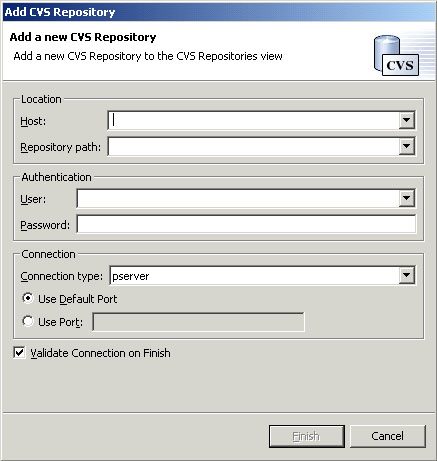 Add CVS Repository
Add a new CVS Repository
Add a new CVS Repository to the CVS Repositories view
CVS
Location
Host:
Repository path:
Authentication
User:
Password:
Connection
Connection type: pserver
Use Default Port
Use Port:
Validate Connection on Finish
Finish Cancel